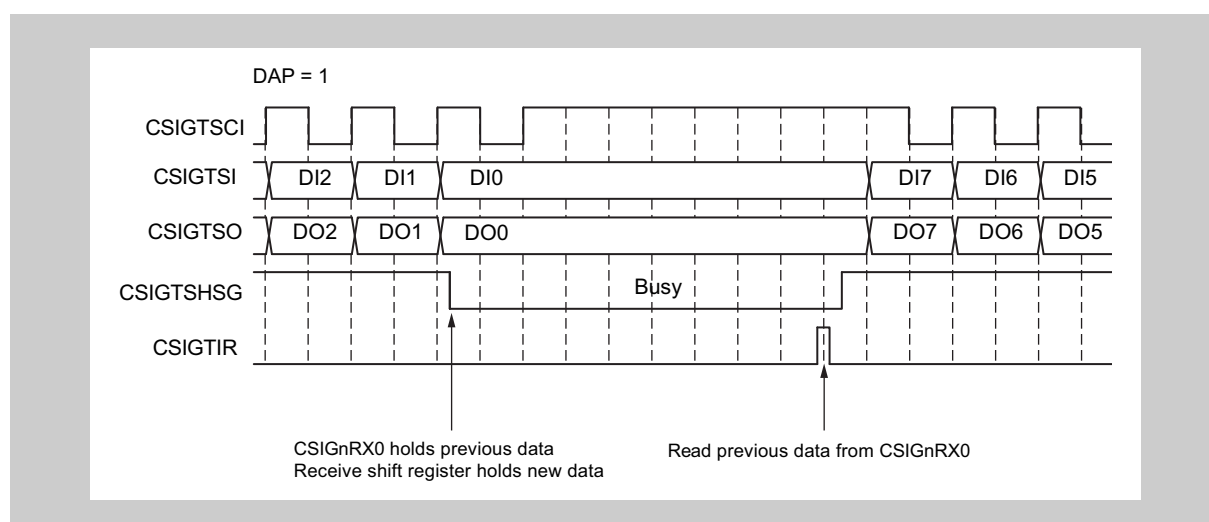 DAP = 1
CSIGTSCI
CSIGTSI DI2 DI1 DI0 DI7 DI6 DI5
CSIGTSO DO2 DO1 DO0 DO7 DO6 DO5
CSIGTSHSG Busy
CSIGTIR
CSIGnRX0 holds previous data
Receive shift register holds new data
Read previous data from CSIGnRX0